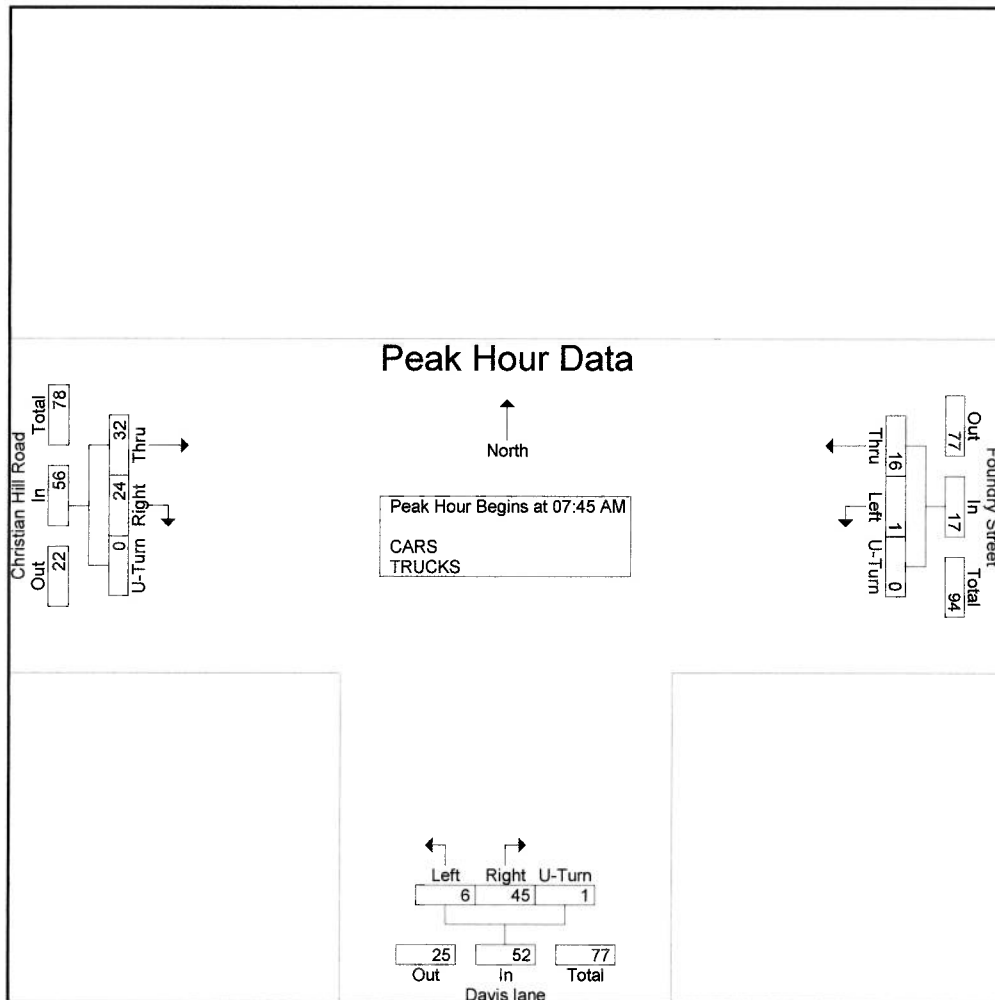 Peak Hour Data
North
Peak Hour Begins at 07:45 AM
CARS
TRUCKS
Christian Hill Road
Total
78
In
56
Out
22
Thru
32
Right
24
U-Turn
0
Foundry Street
Out
77
In
17
Total
94
Thru
16
Left
1
U-Turn
0
Left Right U-Turn
6 45 1
25 52 77
Out In Total
Davis lane